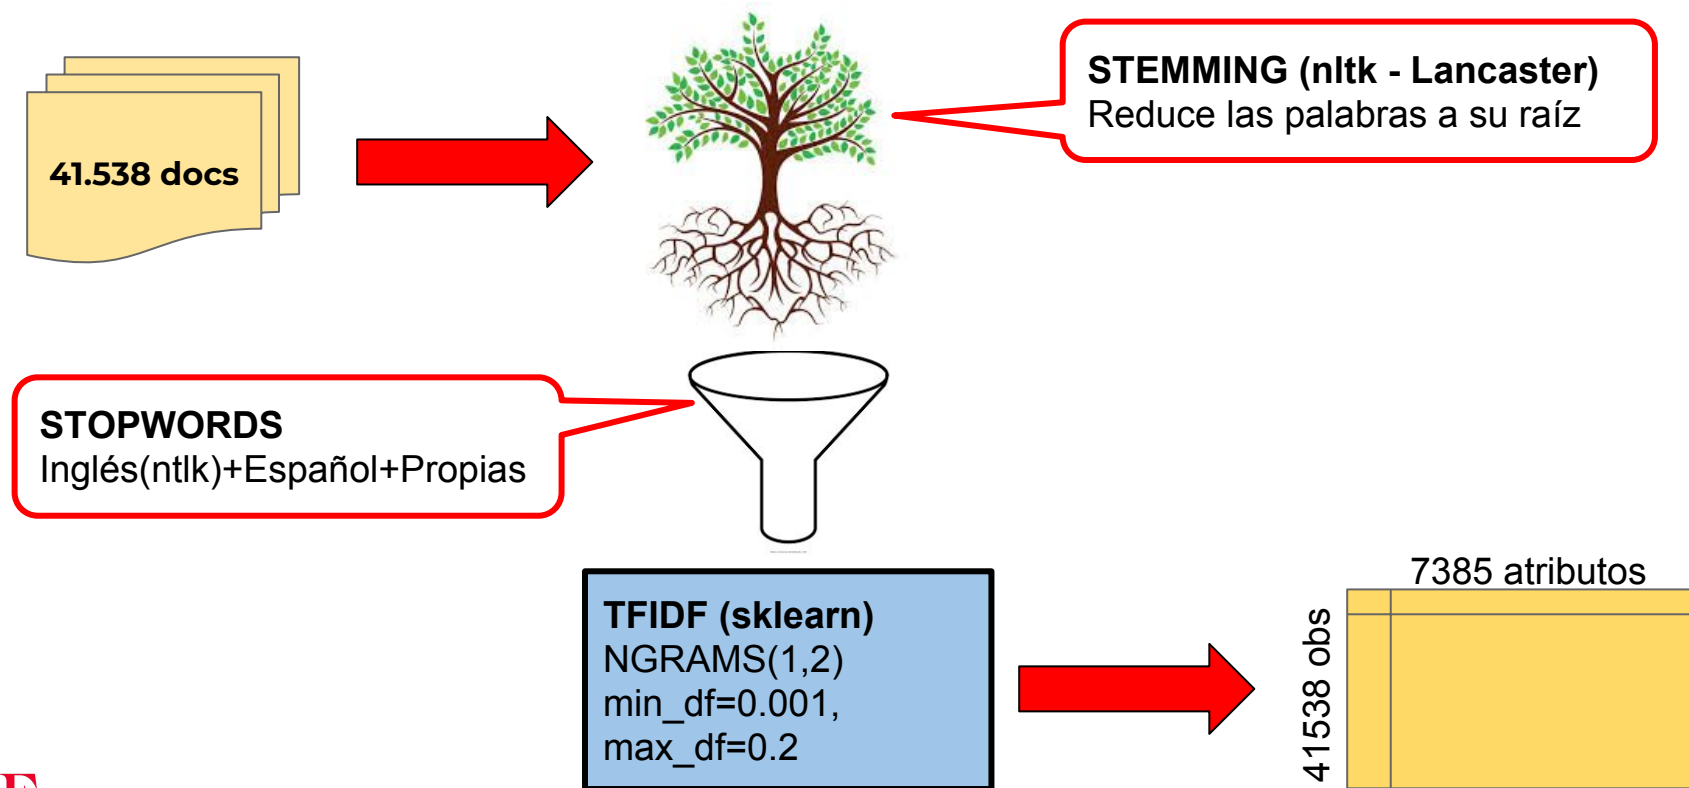 41.538 docs
STEMMING (nltk - Lancaster)
Reduce las palabras a su raíz
STOPWORDS
Inglés(ntlk)+Español+Propias
TFIDF (sklearn)
NGRAMS(1,2)
min_df=0.001,
max_df=0.2
7385 atributos
41538 obs